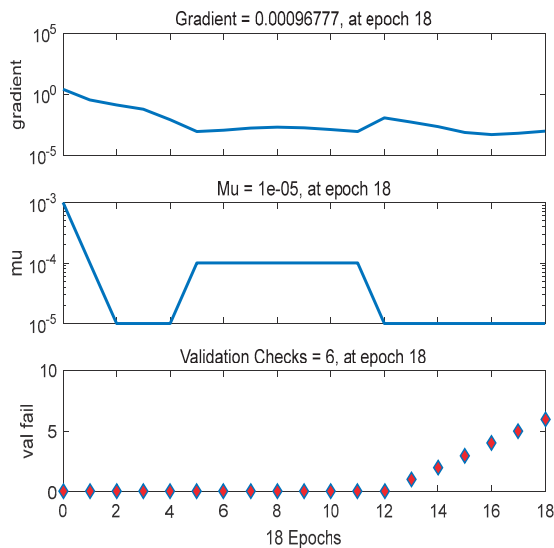 Gradient = 0.00096777, at epoch 18
10^5
10^0
10^-5
gradient
Mu = 1e-05, at epoch 18
10^-3
10^-4
10^-5
mu
Validation Checks = 6, at epoch 18
10
5
0
val fail
0 2 4 6 8 10 12 14 16 18
18 Epochs